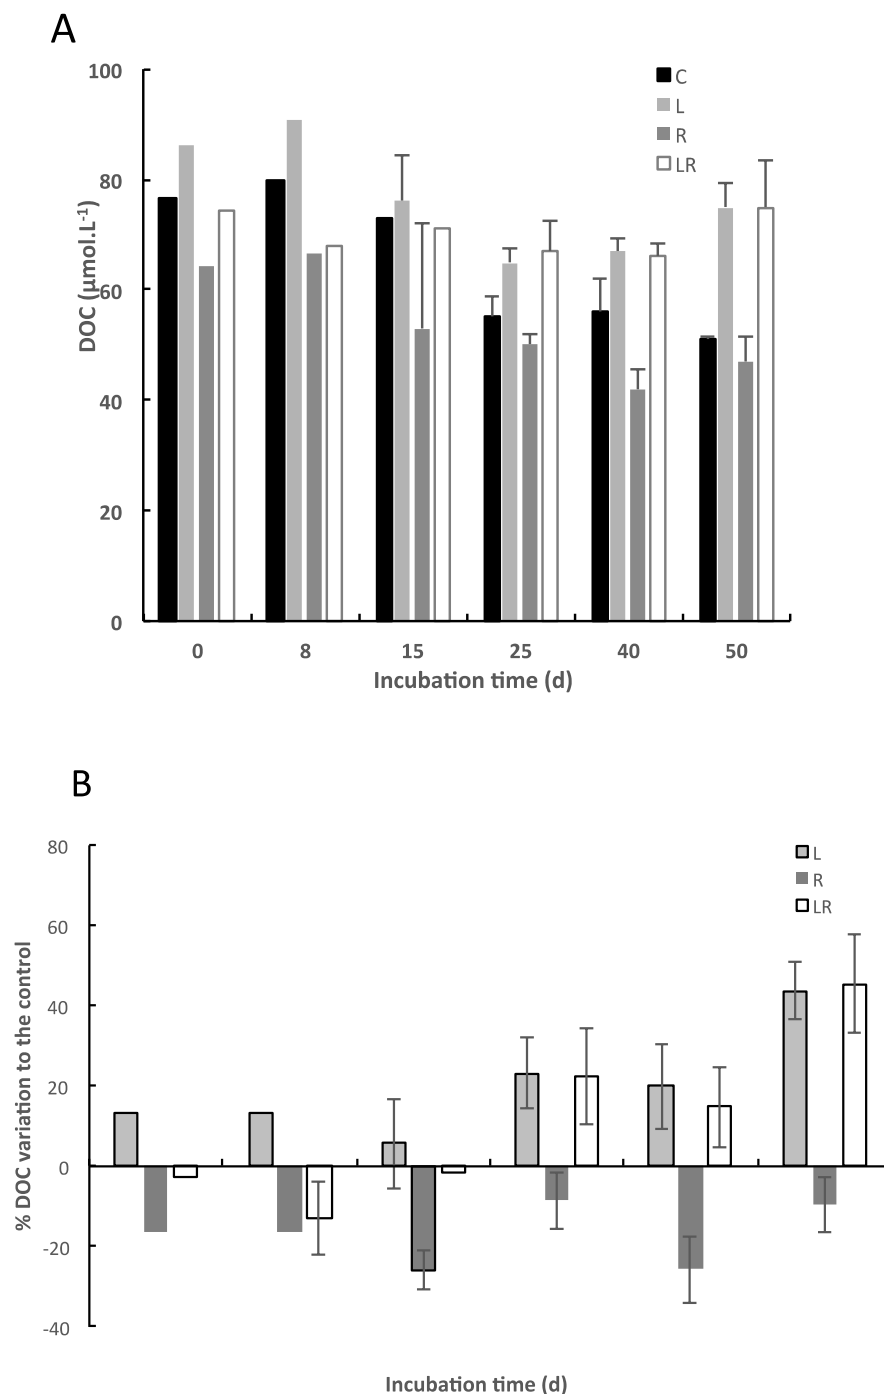 A
100
80
60
40
20
0
DOC (µmol.L-1)
C
L
R
LR
0 8 15 25 40 50
Incubation time (d)
B
80
60
40
20
0
-20
-40
% DOC variation to the control
L
R
LR
Incubation time (d)